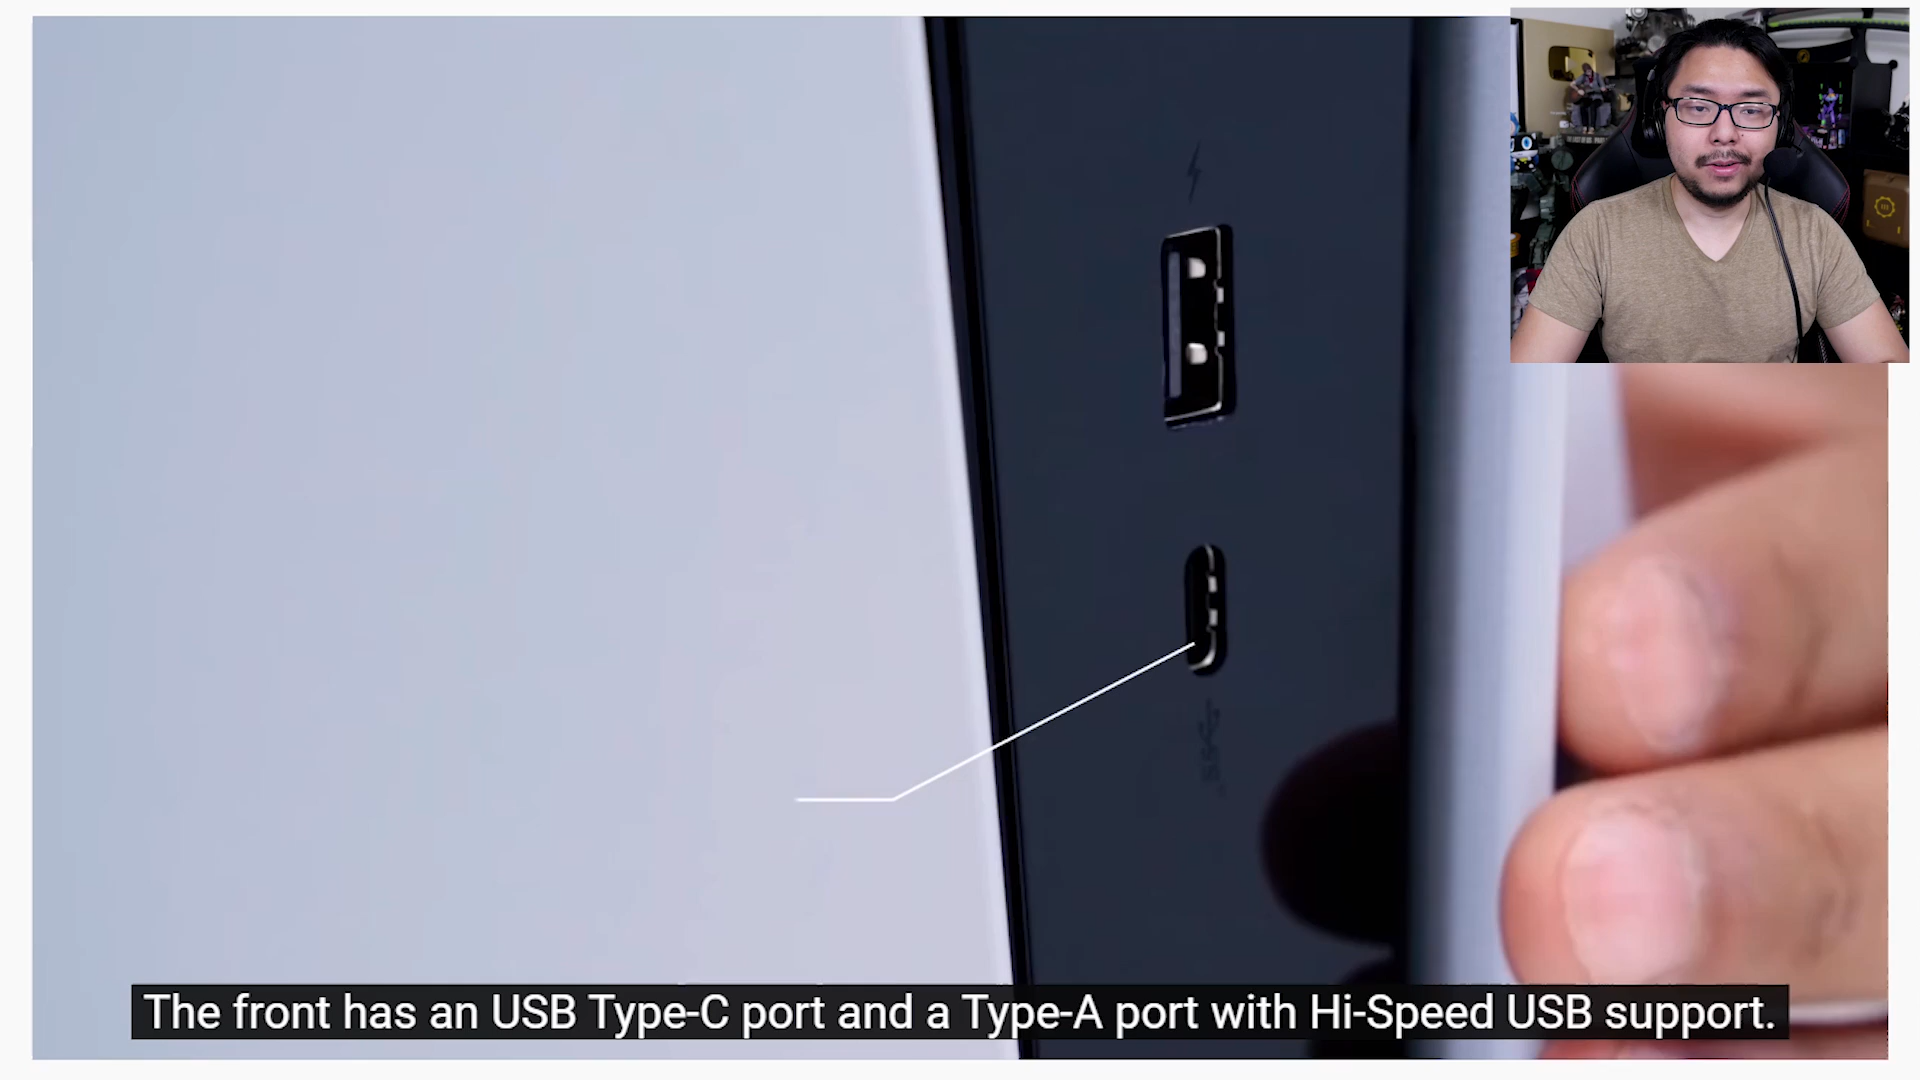 The front has an USB Type-C port and a Type-A port with Hi-Speed USB support.